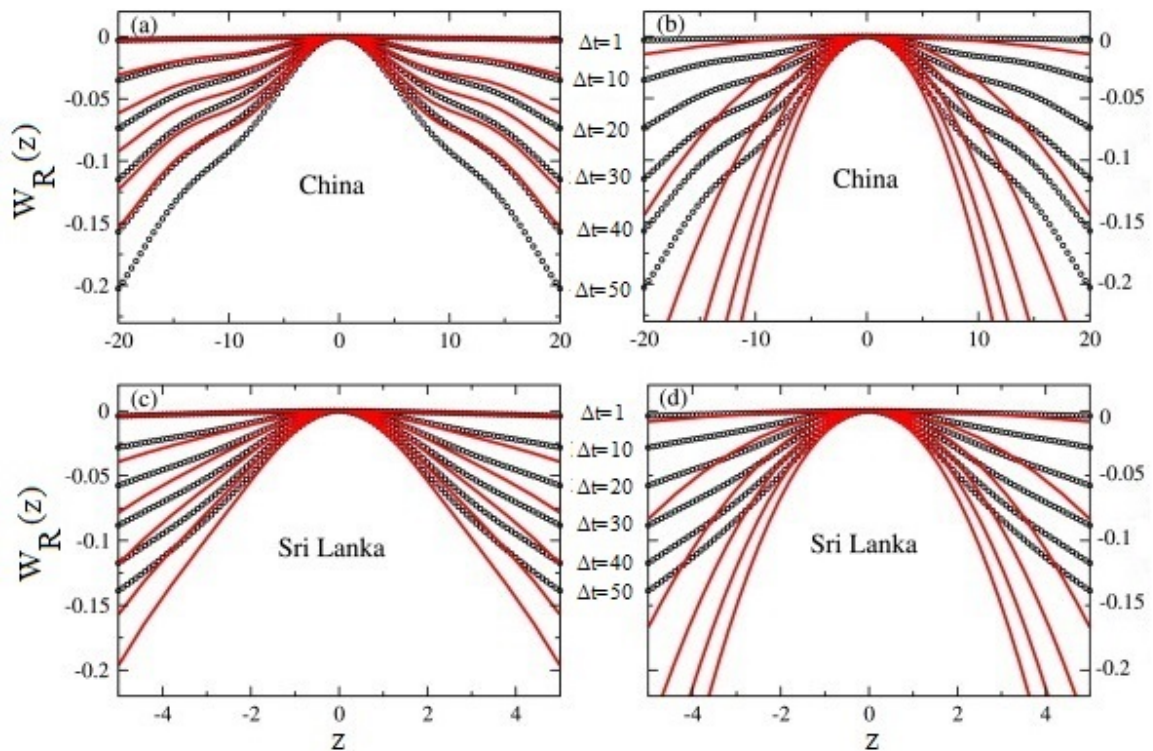 (a)
0
-0.05
-0.1
-0.15
-0.2
W_R(z)
China
-20 -10 0 10 20
Δt=1
Δt=10
Δt=20
Δt=30
Δt=40
Δt=50
(b)
0
-0.05
-0.1
-0.15
-0.2
China
-20 -10 0 10 20
(c)
0
-0.05
-0.1
-0.15
-0.2
W_R(z)
Sri Lanka
-4 -2 0 2 4
z
Δt=1
Δt=10
Δt=20
Δt=30
Δt=40
Δt=50
(d)
0
-0.05
-0.1
-0.15
-0.2
Sri Lanka
-4 -2 0 2 4
z